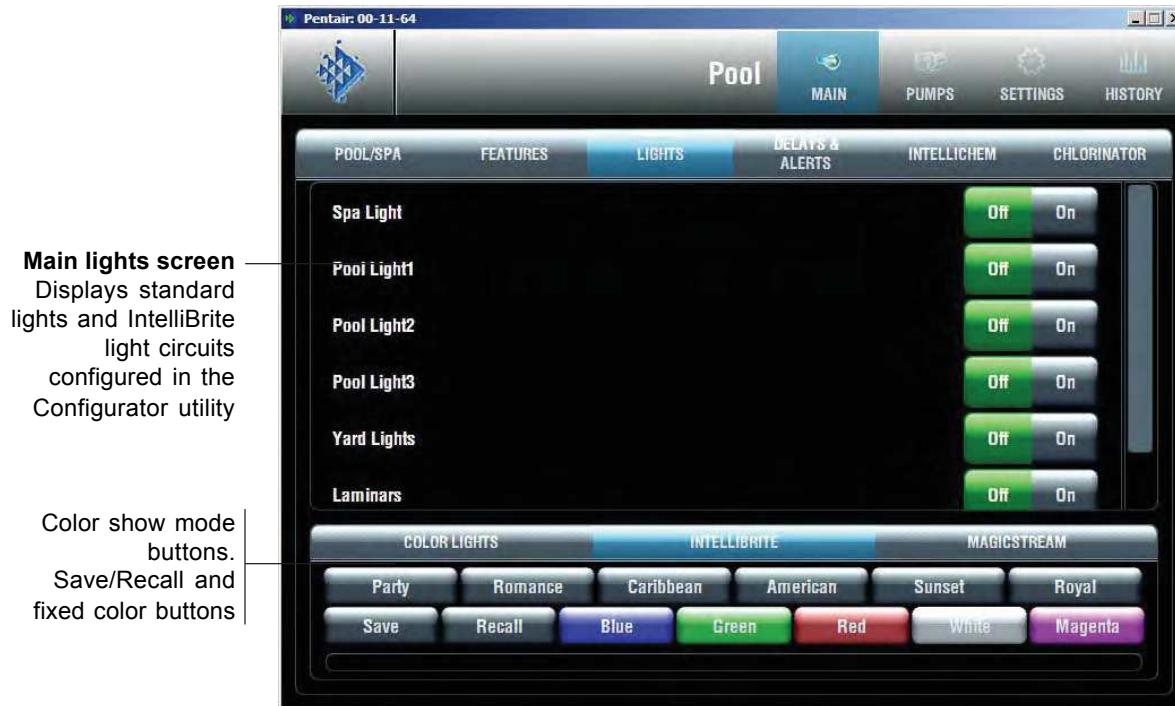 Pentair: 00-11-64
Pool
MAIN
PUMPS
SETTINGS
HISTORY
POOL/SPA
FEATURES
LIGHTS
DELAYS &
ALERTS
INTELLICHEM
CHLORINATOR
Spa Light
Off On
Main lights screen
Displays standard
lights and IntelliBrite
light circuits
configured in the
Configurator utility
Pool Light1
Off On
Pool Light2
Off On
Pool Light3
Off On
Yard Lights
Off On
Laminars
Off On
Color show mode
buttons.
Save/Recall and
fixed color buttons
COLOR LIGHTS
INTELLIBRITE
MAGICSTREAM
Party Romance Caribbean American Sunset Royal
Save Recall Blue Green Red White Magenta